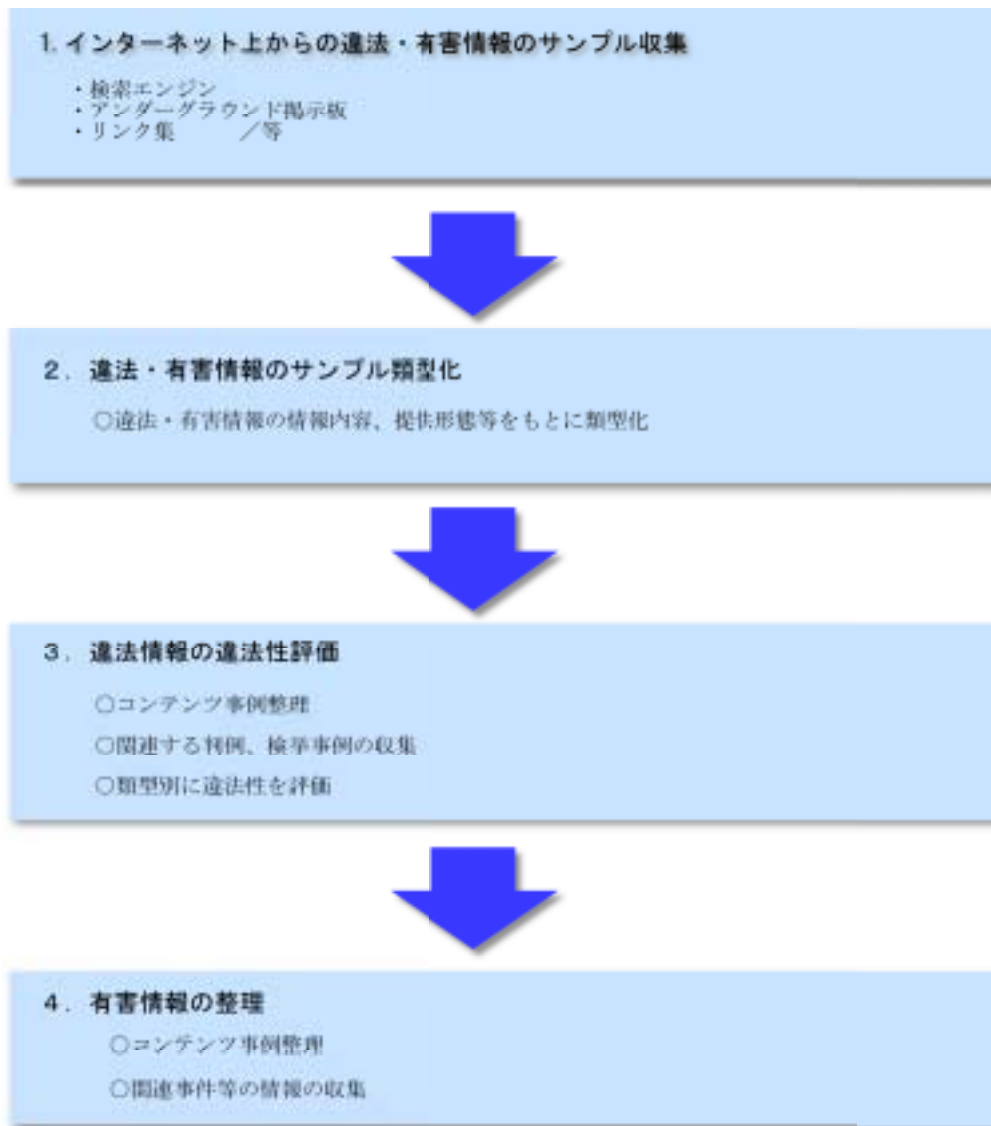 1. インターネット上からの違法・有害情報のサンプル収集
・検索エンジン
・アンダーグラウンド掲示板
・リンク集　　　／等
２．違法・有害情報のサンプル類型化
○違法・有害情報の情報内容、提供形態等をもとに類型化
３．違法情報の違法性評価
○コンテンツ事例整理
○関連する判例、検挙事例の収集
○類型別に違法性を評価
４．有害情報の整理
○コンテンツ事例整理
○関連事件等の情報の収集